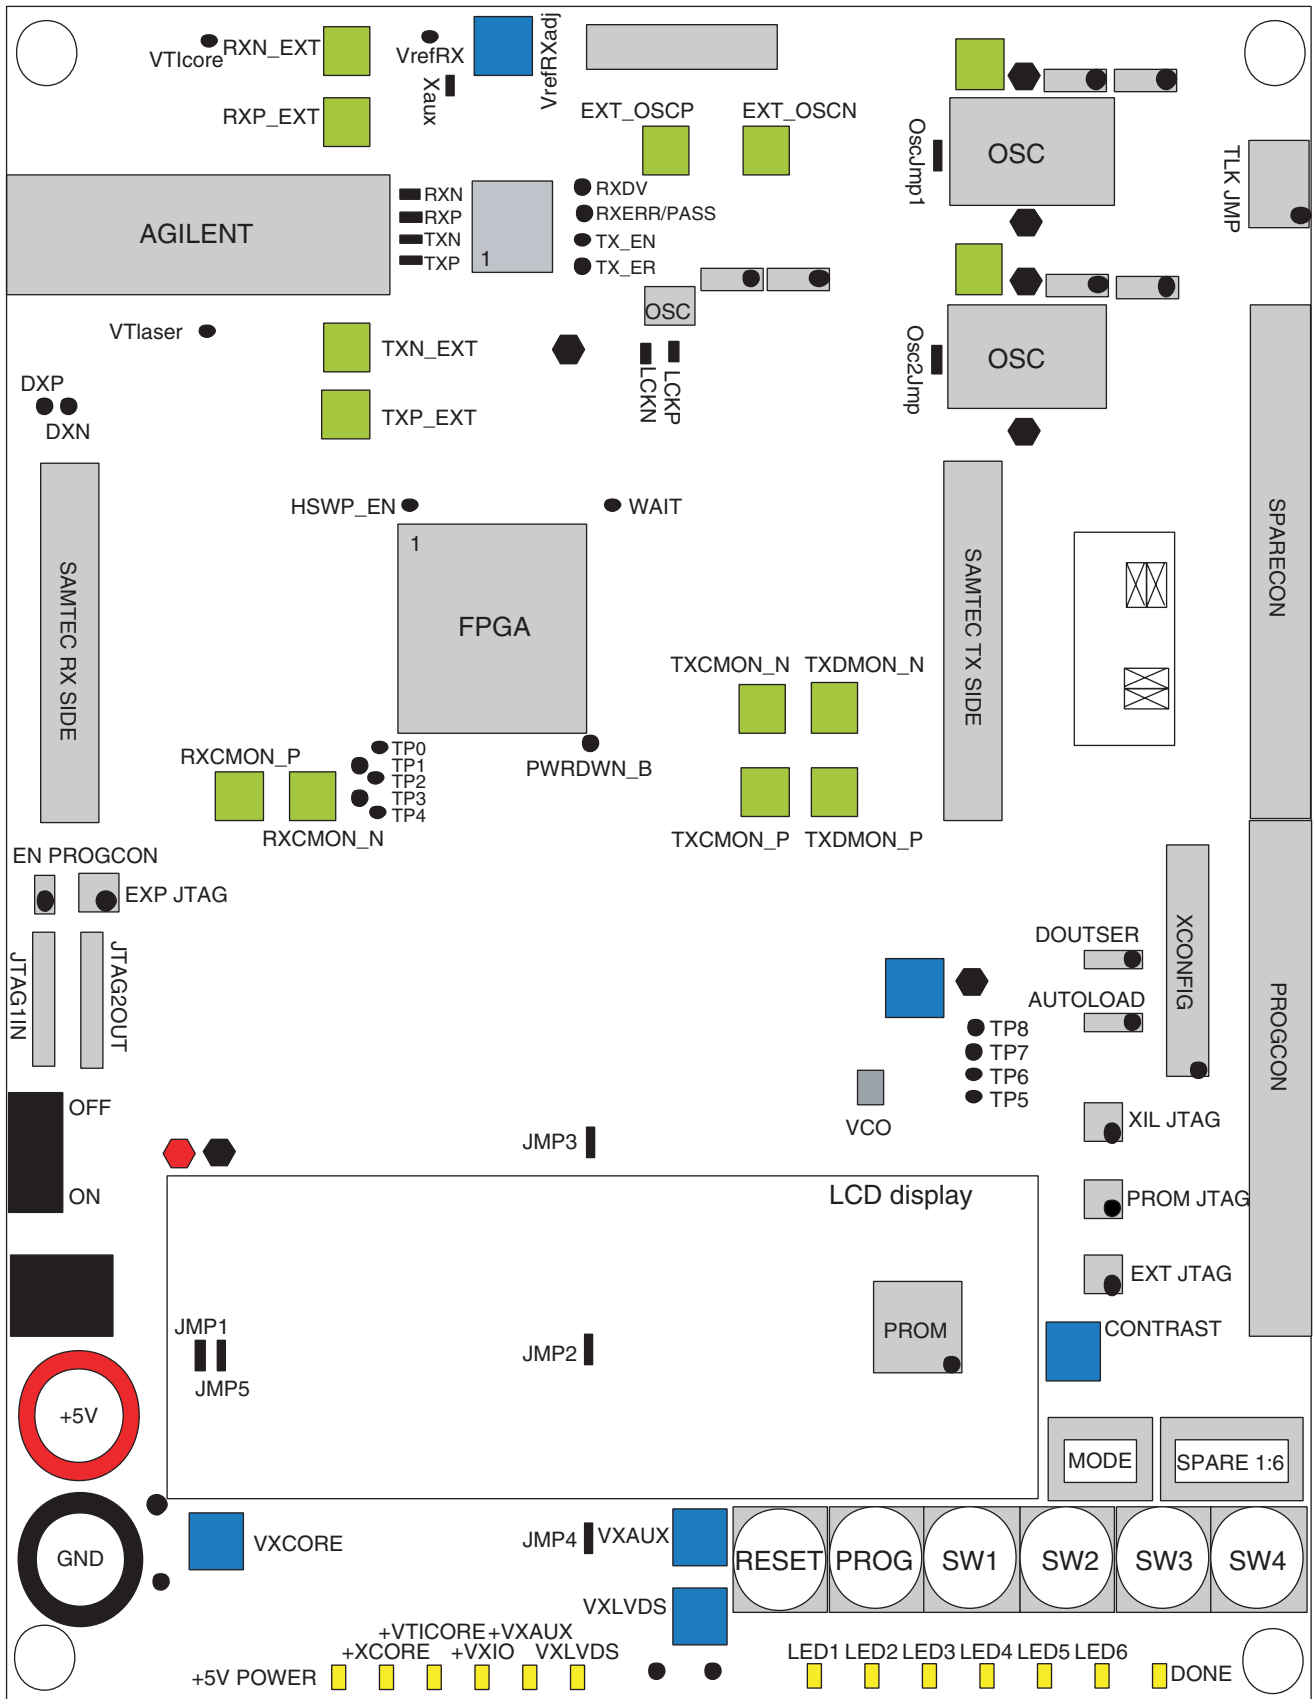 VTIcore
RXN_EXT
VrefRX
Xaux
VrefRXadj
RXP_EXT
EXT_OSCP
EXT_OSCN
OscJmp1
OSC
TLK JMP
AGILENT
RXN
RXP
TXN
TXP
1
RXDV
RXERR/PASS
TX_EN
TX_ER
OSC
VTlaser
TXN_EXT
LCKN
LCKP
Osc2Jmp
OSC
DXP
DXN
TXP_EXT
HSWP_EN
WAIT
SAMTEC RX SIDE
1
FPGA
SAMTEC TX SIDE
SPARECON
TXCMON_N
TXDMON_N
RXCMON_P
TP0
TP1
TP2
TP3
TP4
PWRDWN_B
RXCMON_N
TXCMON_P
TXDMON_P
EN PROGCON
EXP JTAG
JTAG1IN
JTAG2OUT
DOUTSER
XCONFIG
PROGCON
AUTOLOAD
TP8
TP7
TP6
TP5
VCO
OFF
ON
JMP3
XIL JTAG
LCD display
PROM JTAG
EXT JTAG
JMP1
JMP5
JMP2
PROM
CONTRAST
+5V
MODE
SPARE 1:6
GND
VXCORE
JMP4
VXAUX
RESET
PROG
SW1
SW2
SW3
SW4
VXLVDS
+VTICORE
+VXAUX
+XCORE
+VXIO
VXLVDS
+5V POWER
LED1
LED2
LED3
LED4
LED5
LED6
DONE